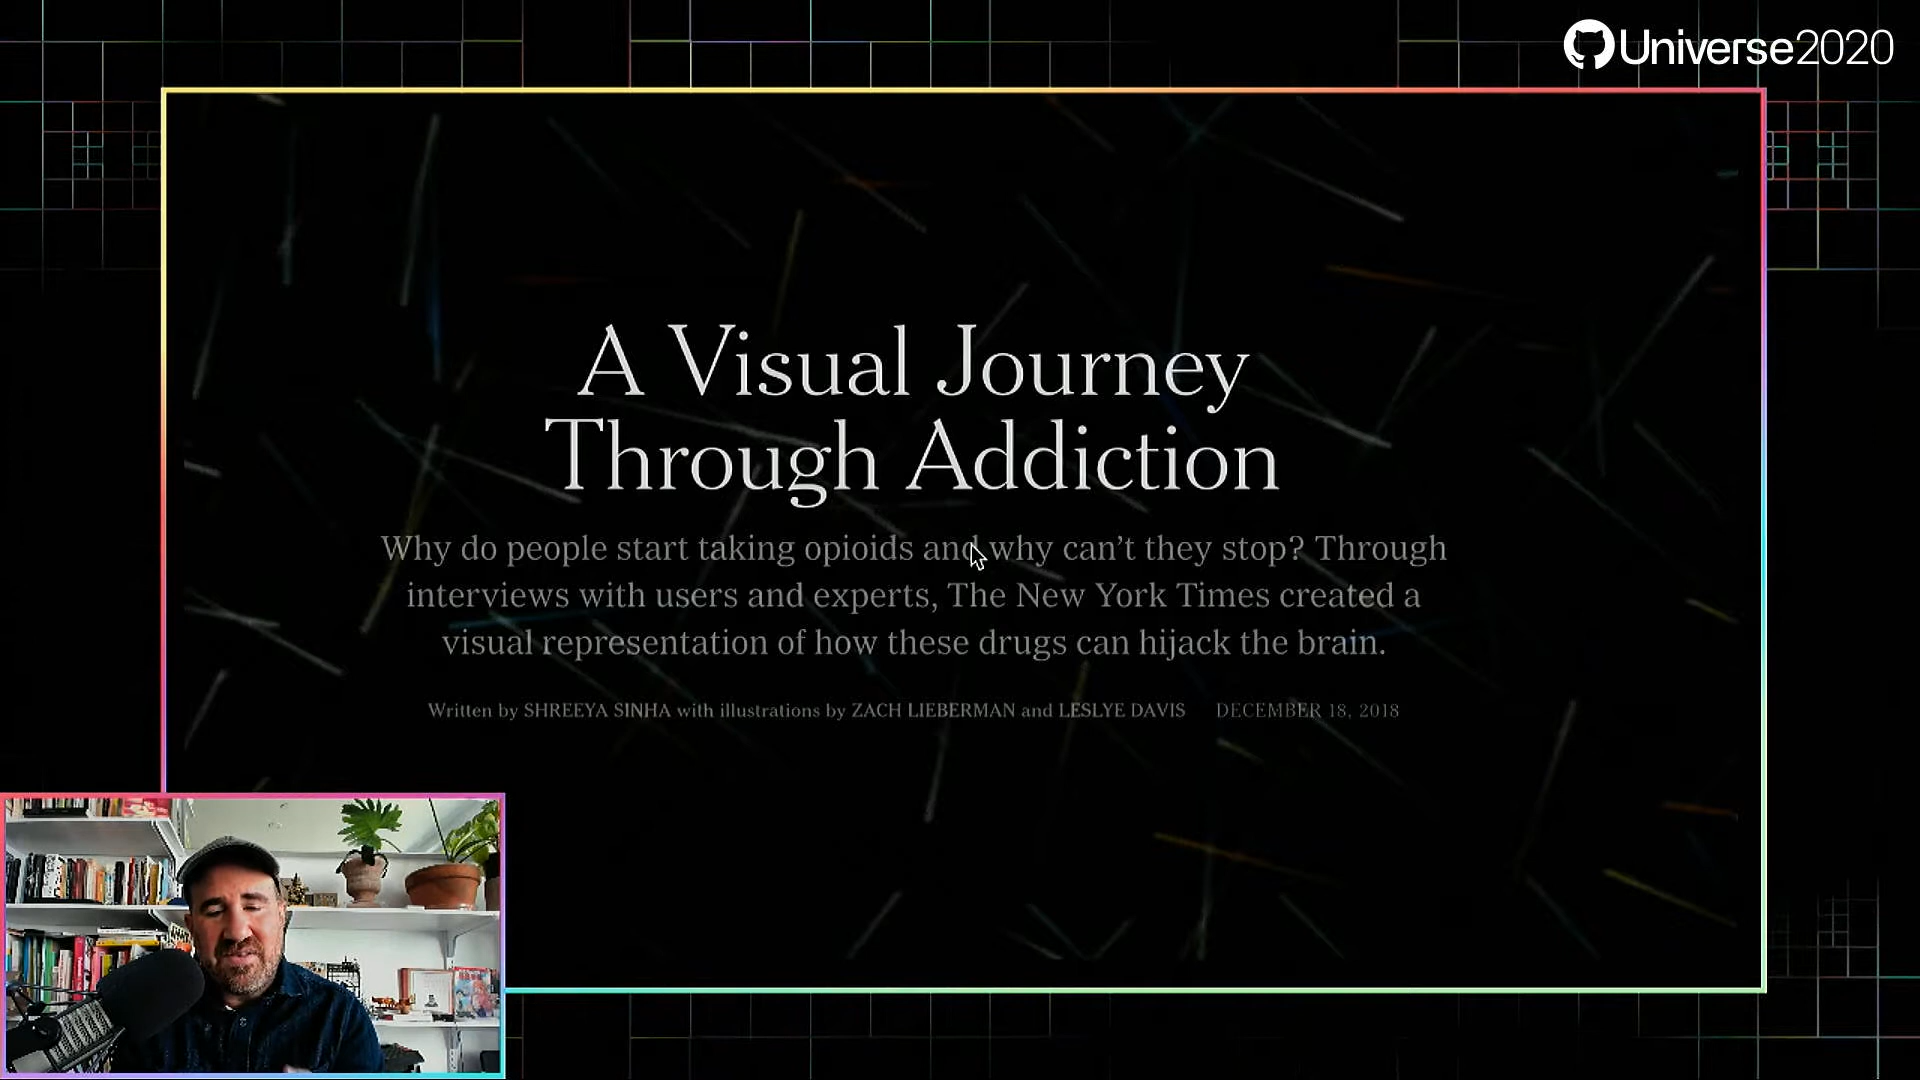 Universe2020
A Visual Journey
Through Addiction
Why do people start taking opioids and why can’t they stop? Through
interviews with users and experts, The New York Times created a
visual representation of how these drugs can hijack the brain.
Written by SHREEYA SINHA with illustrations by ZACH LIEBERMAN and LESLYE DAVIS DECEMBER 18, 2018